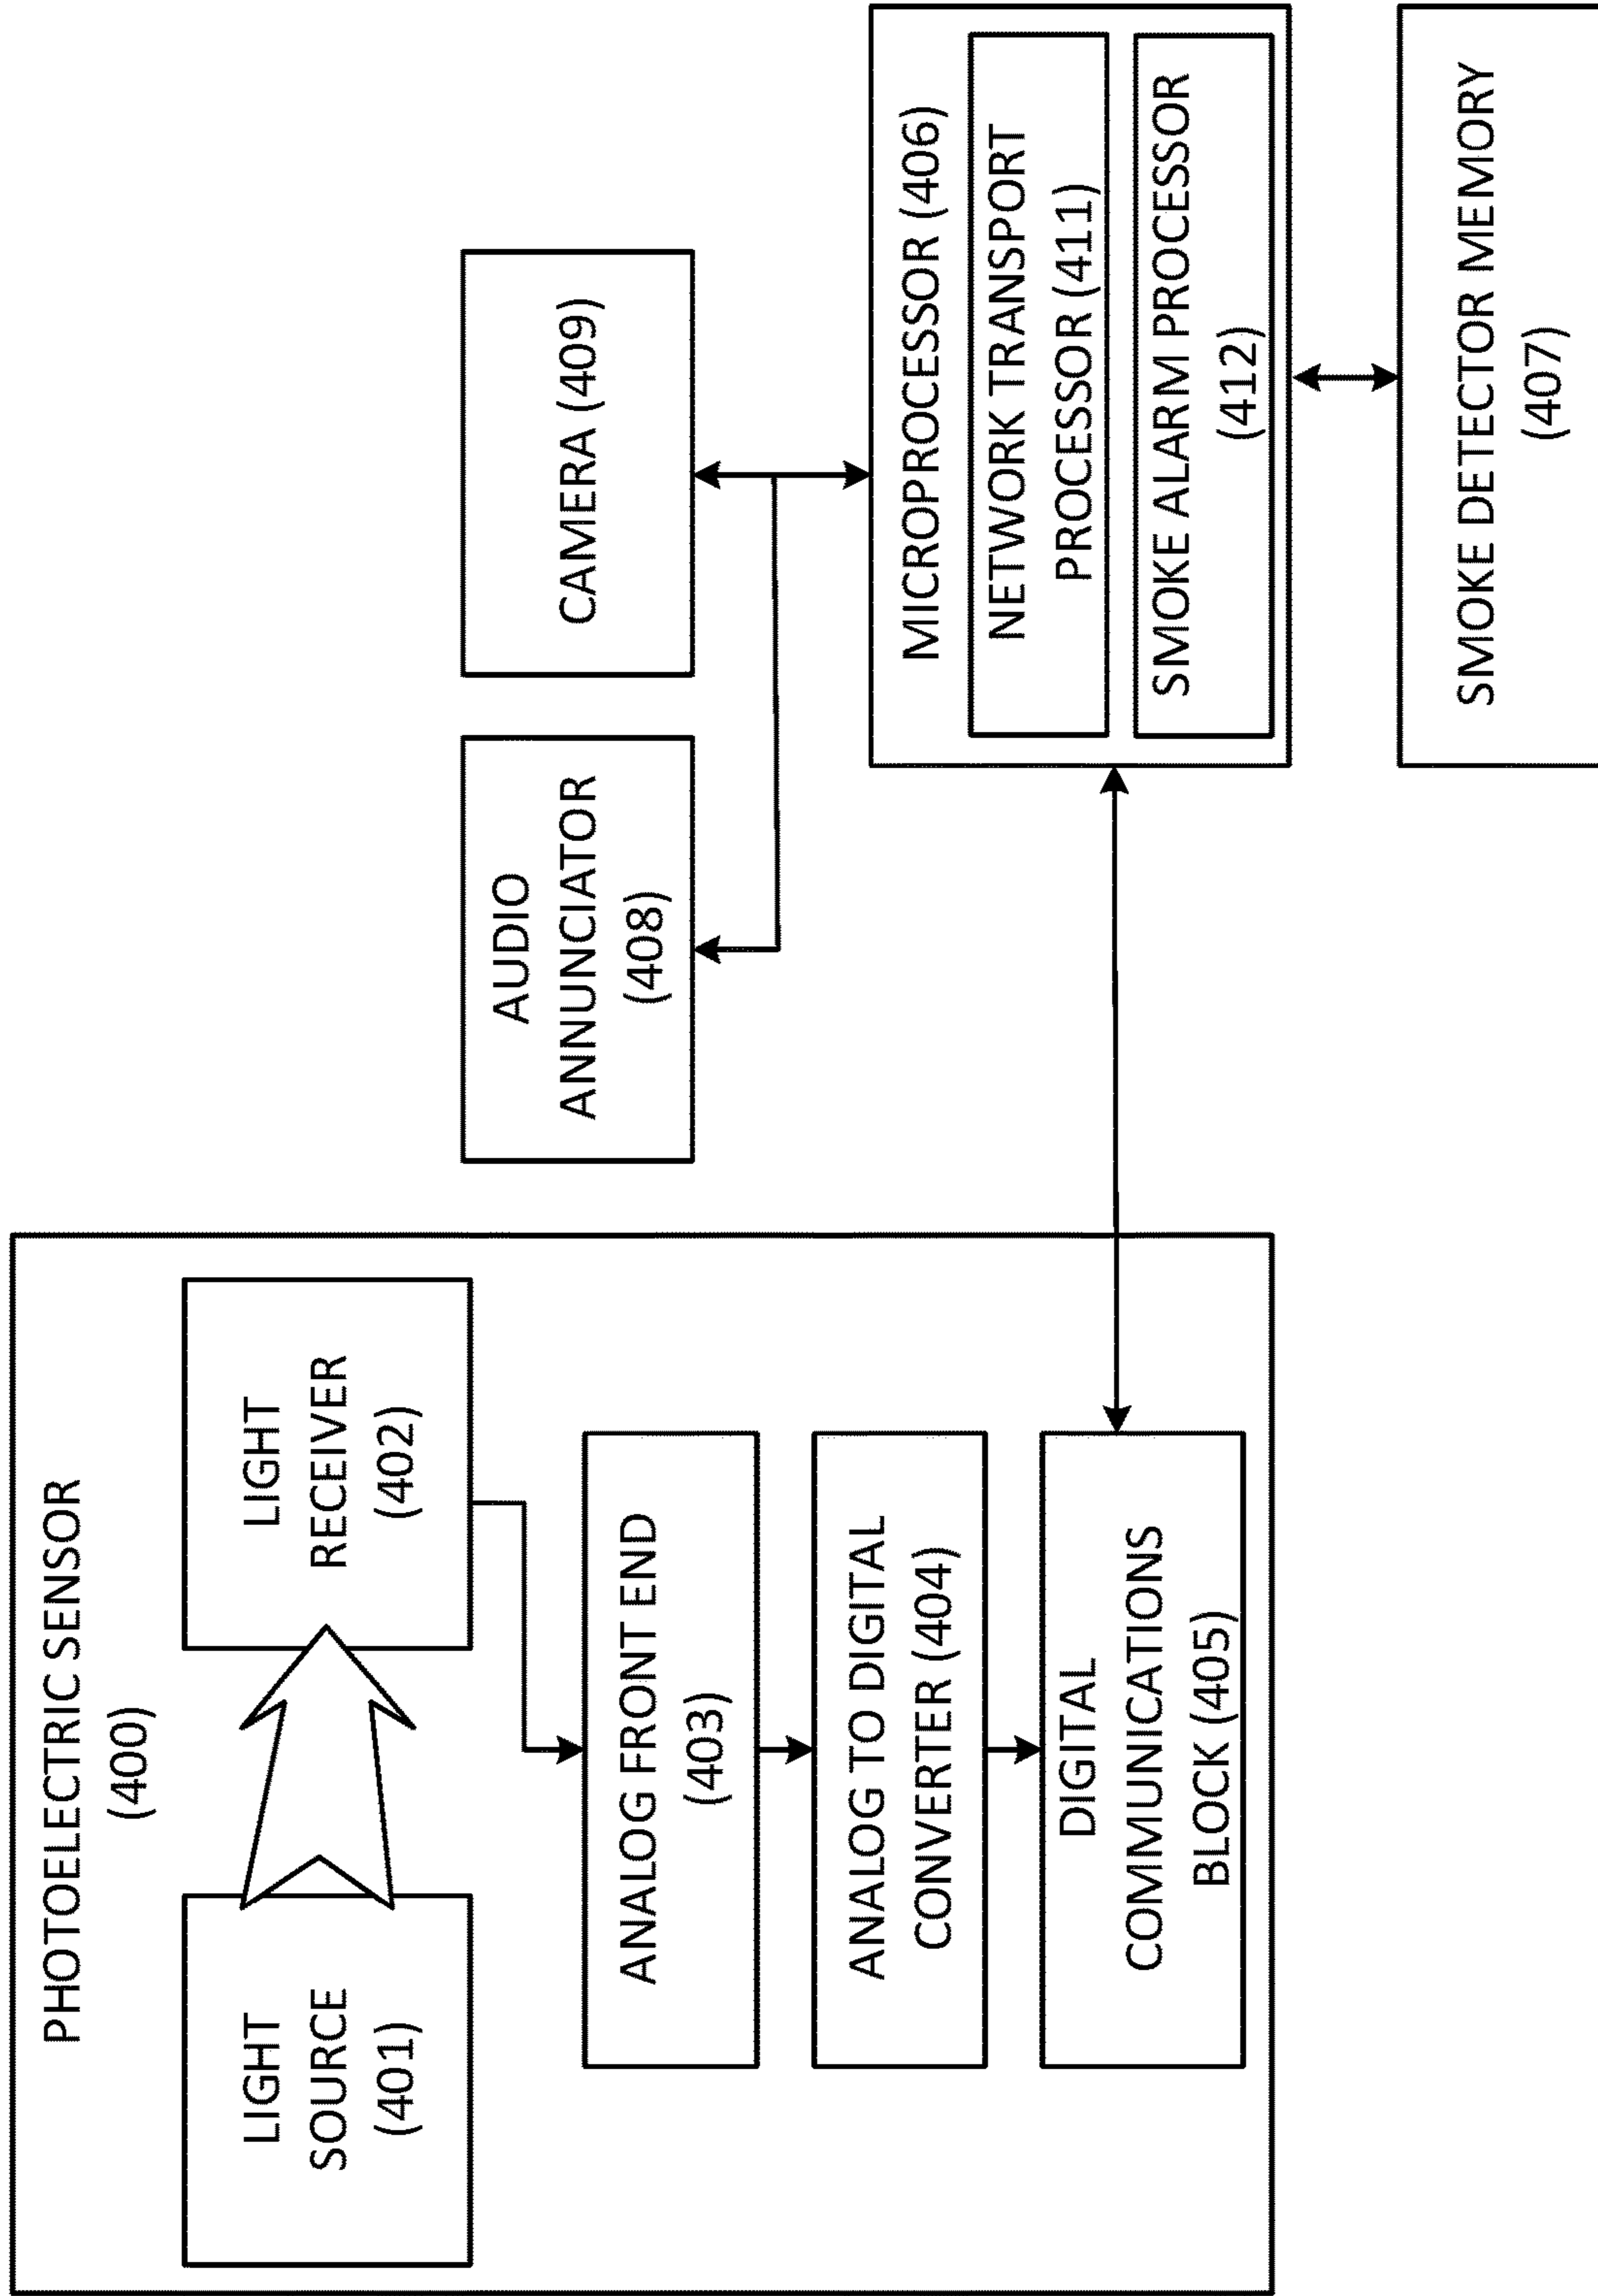 PHOTOELECTRIC SENSOR
(400)
LIGHT
SOURCE
(401)
LIGHT
RECEIVER
(402)
ANALOG FRONT END
(403)
ANALOG TO DIGITAL
CONVERTER (404)
DIGITAL
COMMUNICATIONS
BLOCK (405)
AUDIO
ANNUNCIATOR
(408)
CAMERA (409)
MICROPROCESSOR (406)
NETWORK TRANSPORT
PROCESSOR (411)
SMOKE ALARM PROCESSOR
(412)
SMOKE DETECTOR MEMORY
(407)